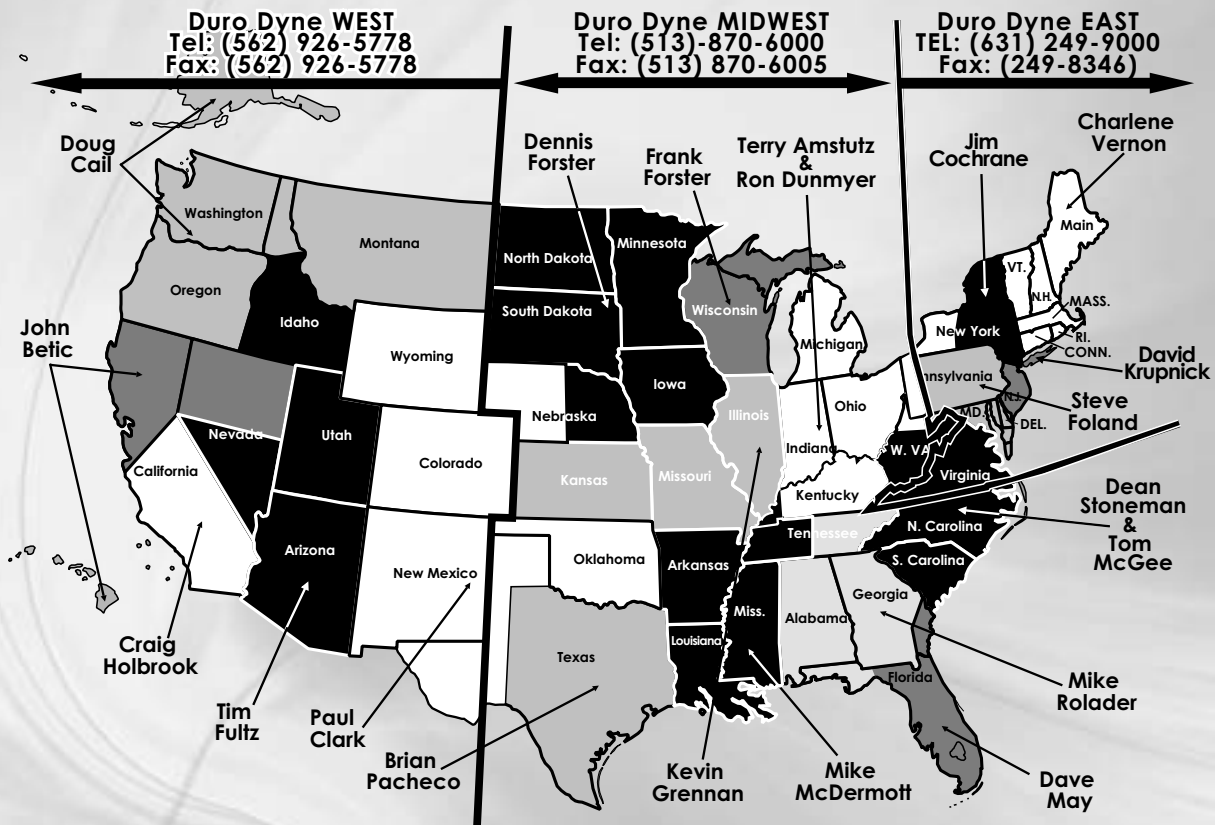 Duro Dyne WEST
Tel: (562) 926-5778
Fax: (562) 926-5778
Duro Dyne MIDWEST
Tel: (513)-870-6000
Fax: (513) 870-6005
Duro Dyne EAST
TEL: (631) 249-9000
Fax: (249-8346)
Doug
Cail
Dennis
Forster
Frank
Forster
Terry Amstutz
&
Ron Dunmyer
Jim
Cochrane
Charlene
Vernon
Washington
Montana
North Dakota
Minnesota
Main
VT.
N.H.
MASS.
RI.
CONN.
Oregon
Idaho
South Dakota
Wisconsin
Michigan
New York
John
Betic
Wyoming
David
Krupnick
Iowa
nnsylvania
Steve
Foland
Nebraska
Illinois
Ohio
N.J.
MD.
DEL.
Nevada
Utah
Colorado
Indiana
W. VA
California
Kansas
Missouri
Kentucky
Virginia
Dean
Stoneman
&
Tom
McGee
Arizona
New Mexico
Oklahoma
Arkansas
Tennessee
N. Carolina
S. Carolina
Miss.
Alabama
Georgia
Louisiana
Texas
Florida
Craig
Holbrook
Tim
Fultz
Paul
Clark
Brian
Pacheco
Kevin
Grennan
Mike
McDermott
Mike
Rolader
Dave
May